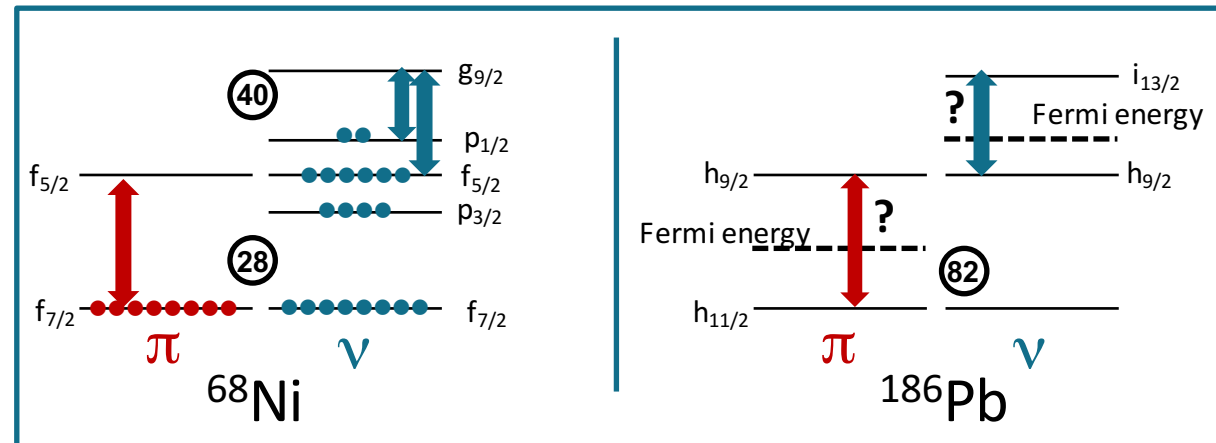 g9/2
40
p1/2
f5/2 f5/2
p3/2
28
f7/2 f7/2
π ν
68Ni
i13/2
? Fermi energy
h9/2 h9/2
?
Fermi energy
82
h11/2
π ν
186Pb